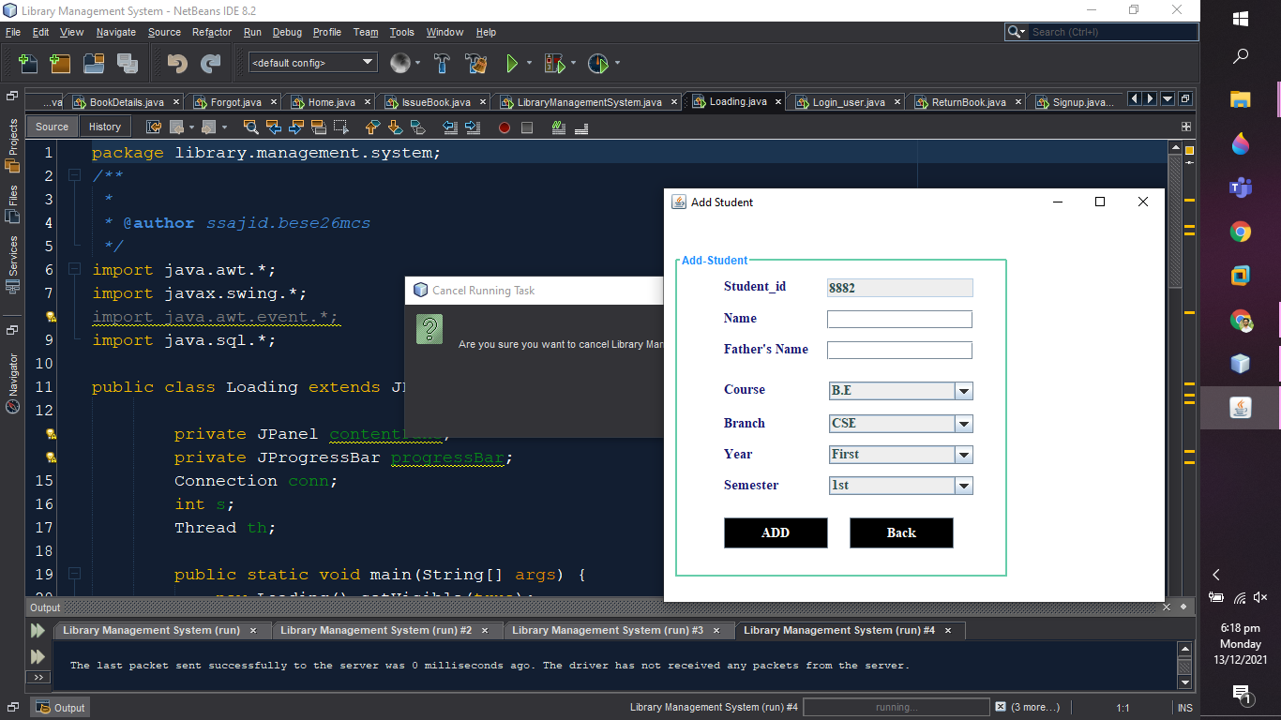 Library Management System - NetBeans IDE 8.2
File Edit View Navigate Source Refactor Run Debug Profile Team Tools Window Help
Search (Ctrl+I)
<default config>
...va BookDetails.java Forgot.java Home.java IssueBook.java LibraryManagementSystem.java Loading.java Login_user.java ReturnBook.java Signup.java...
Source History
Projects
Files
Services
Navigator
1 package library.management.system;
2 /**
3 *
4 * @author ssajid.bese26mcs
5 */
6 import java.awt.*;
7 import javax.swing.*;
import java.awt.event.*;
9 import java.sql.*;
10
11 public class Loading extends J
12
private JPanel
private JProgressBar progressBar;
15 Connection conn;
16 int s;
17 Thread th;
18
19 public static void main(String[] args) {
Cancel Running Task
Are you sure you want to cancel Library Man
Add Student
Add-Student
Student_id 8882
Name
Father's Name
Course B.E
Branch CSE
Year First
Semester 1st
ADD Back
Output
Library Management System (run) Library Management System (run) #2 Library Management System (run) #3 Library Management System (run) #4
The last packet sent successfully to the server was 0 milliseconds ago. The driver has not received any packets from the server.
>>
Output
Library Management System (run) #4 running... (3 more...) 1:1 INS
6:18 pm
Monday
13/12/2021
1